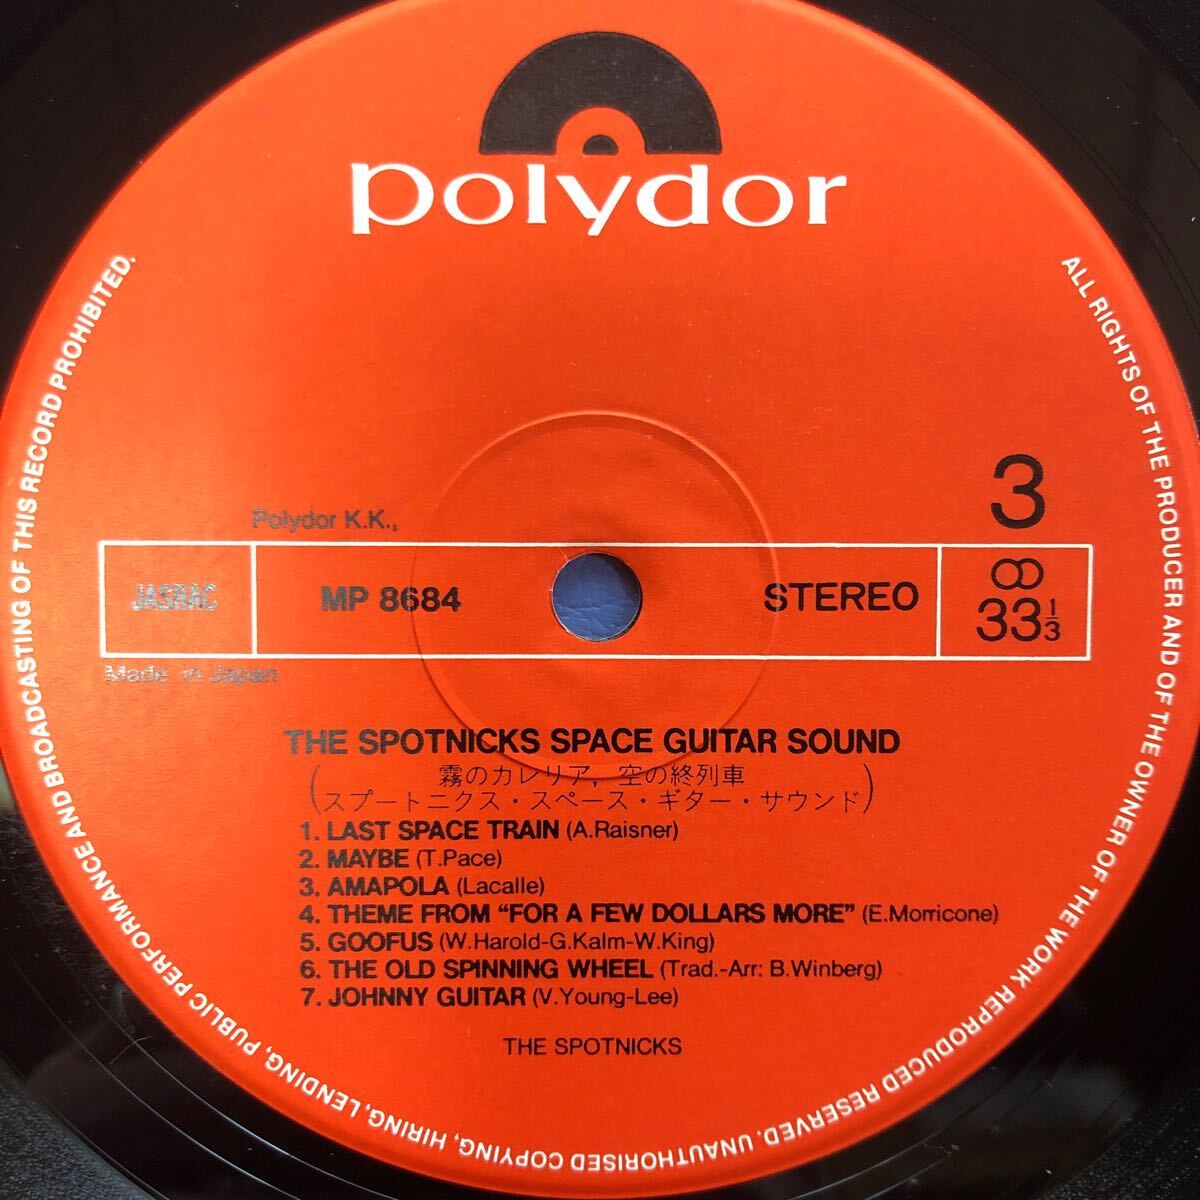 polydor
ALL RIGHTS OF THE PRODUCER AND OF THE OWNER OF THE WORK REPRODUCED RESERVED. UNAUTHORISED COPYING, HIRING, LENDING, PUBLIC PERFORMANCE AND BROADCASTING OF THIS RECORD PROHIBITED.
3
Polydor K.K.,
JASRAC
MP 8684
STEREO
33 1/3
Made in Japan
THE SPOTNICKS SPACE GUITAR SOUND
(霧のカレリア, 空の終列車
スプートニクス・スペース・ギター・サウンド)
1. LAST SPACE TRAIN (A.Raisner)
2. MAYBE (T.Pace)
3. AMAPOLA (Lacalle)
4. THEME FROM “FOR A FEW DOLLARS MORE” (E.Morricone)
5. GOOFUS (W.Harold-G.Kalm-W.King)
6. THE OLD SPINNING WHEEL (Trad.-Arr: B.Winberg)
7. JOHNNY GUITAR (V.Young-Lee)
THE SPOTNICKS